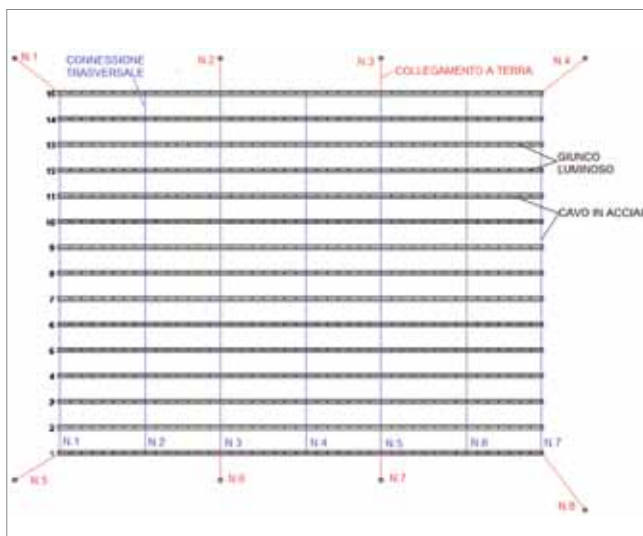 N.1
CONNESSIONE
TRASVERSALE
N.2
N.3
COLLEGAMENTO A TERRA
N.4
15
14
13
GIUNCO
LUMINOSO
12
11
CAVO IN ACCIAI
10
9
8
7
6
5
4
3
2
1
N.1
N.2
N.3
N.4
N.5
N.6
N.7
N.5
N.6
N.7
N.8